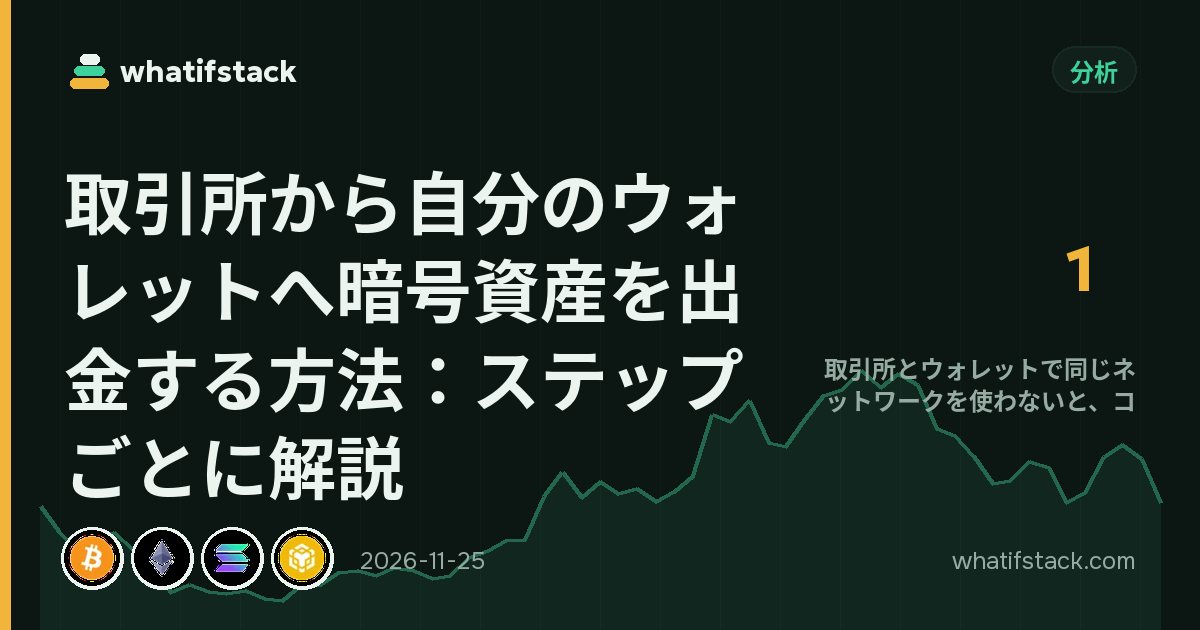 whatifstack
分析
取引所から自分のウォ
レットへ暗号資産を出
金する方法：ステップ
ごとに解説
1
取引所とウォレットで同じネ
ットワークを使わないと、コ
2026-11-25
whatifstack.com